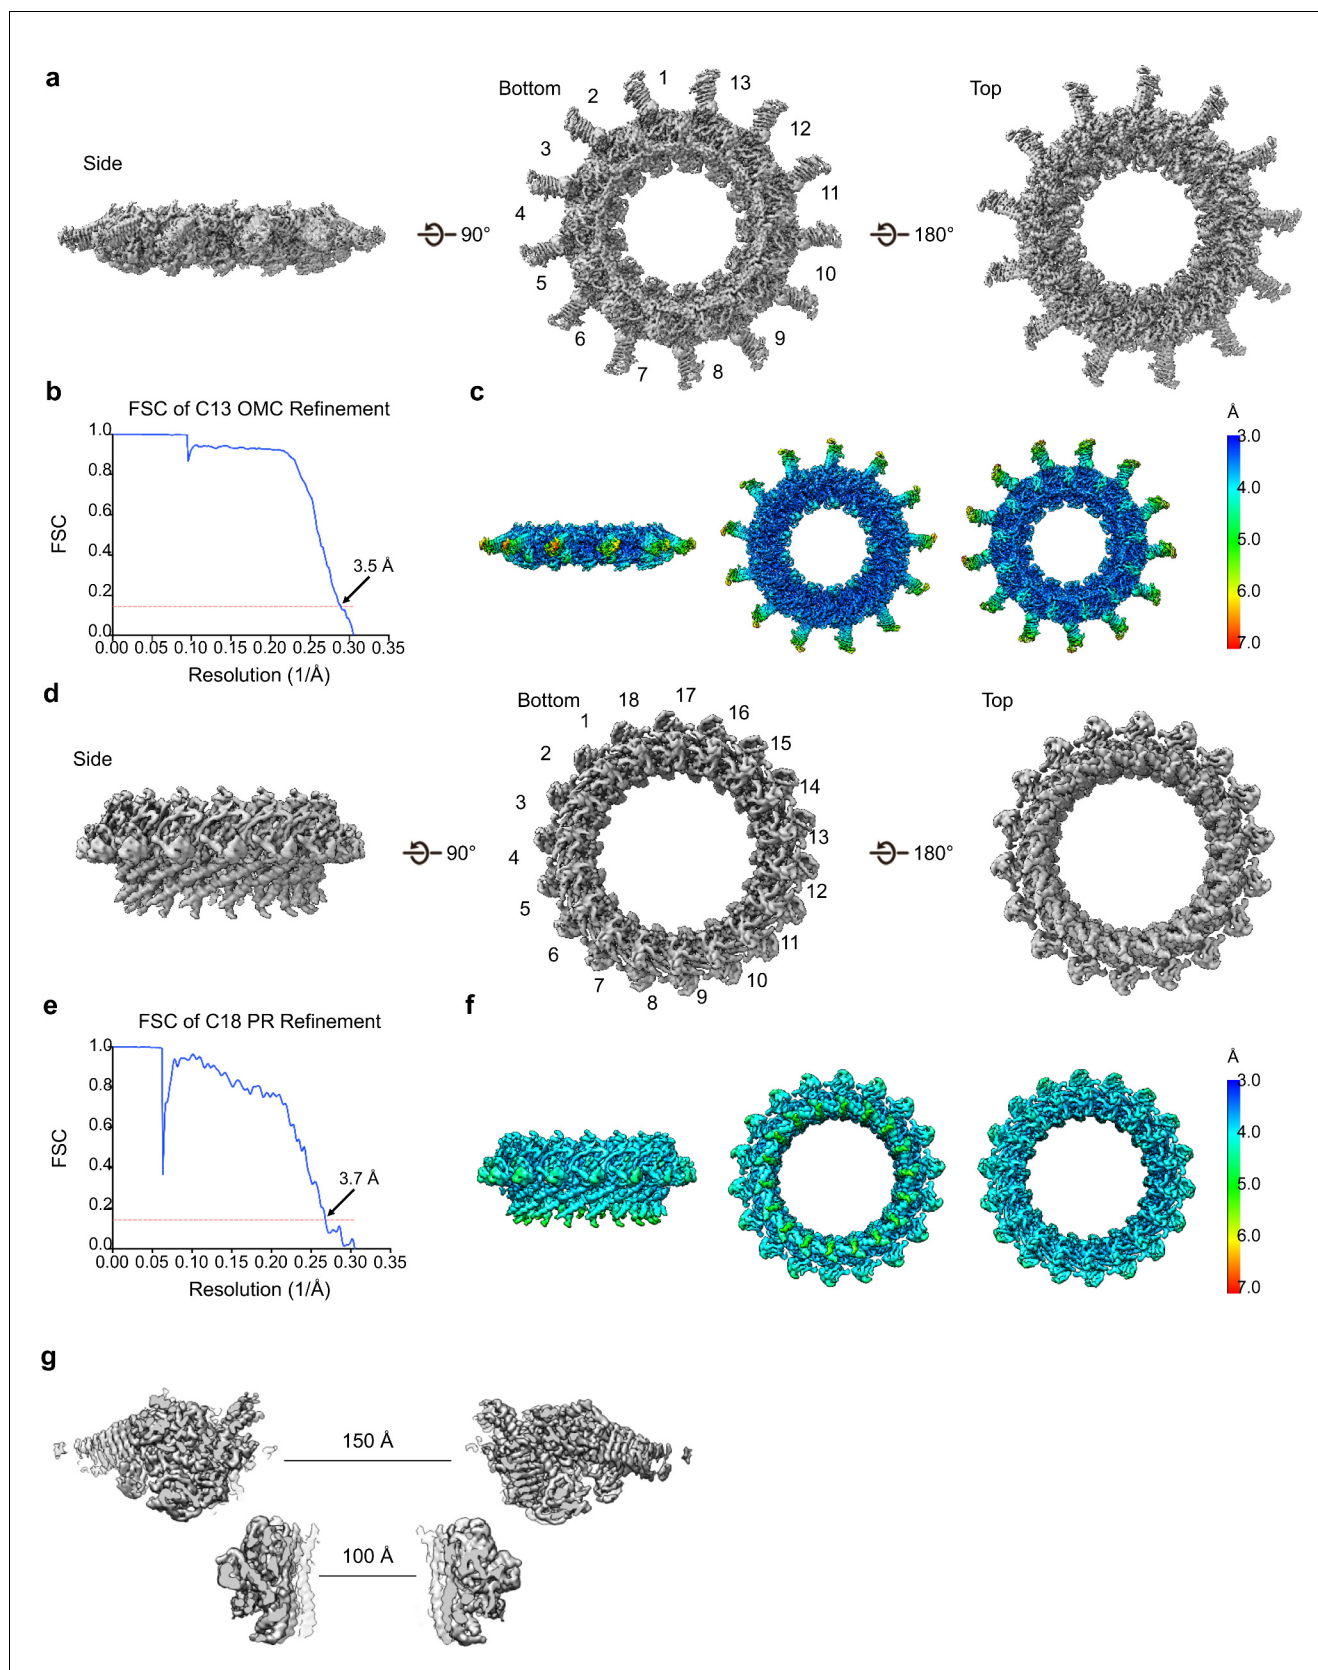 a
Side
90°
Bottom
1
13
2
12
3
11
4
10
5
9
6
8
7
180°
Top
b
FSC of C13 OMC Refinement
1.0
0.8
0.6
0.4
0.2
0.0
FSC
3.5 Å
0.00 0.05 0.10 0.15 0.20 0.25 0.30 0.35
Resolution (1/Å)
c
Å
3.0
4.0
5.0
6.0
7.0
d
Side
90°
Bottom
18
17
1
16
2
15
3
14
4
13
5
12
6
11
7
10
8
9
180°
Top
e
FSC of C18 PR Refinement
1.0
0.8
0.6
0.4
0.2
0.0
FSC
3.7 Å
0.00 0.05 0.10 0.15 0.20 0.25 0.30 0.35
Resolution (1/Å)
f
Å
3.0
4.0
5.0
6.0
7.0
g
150 Å
100 Å